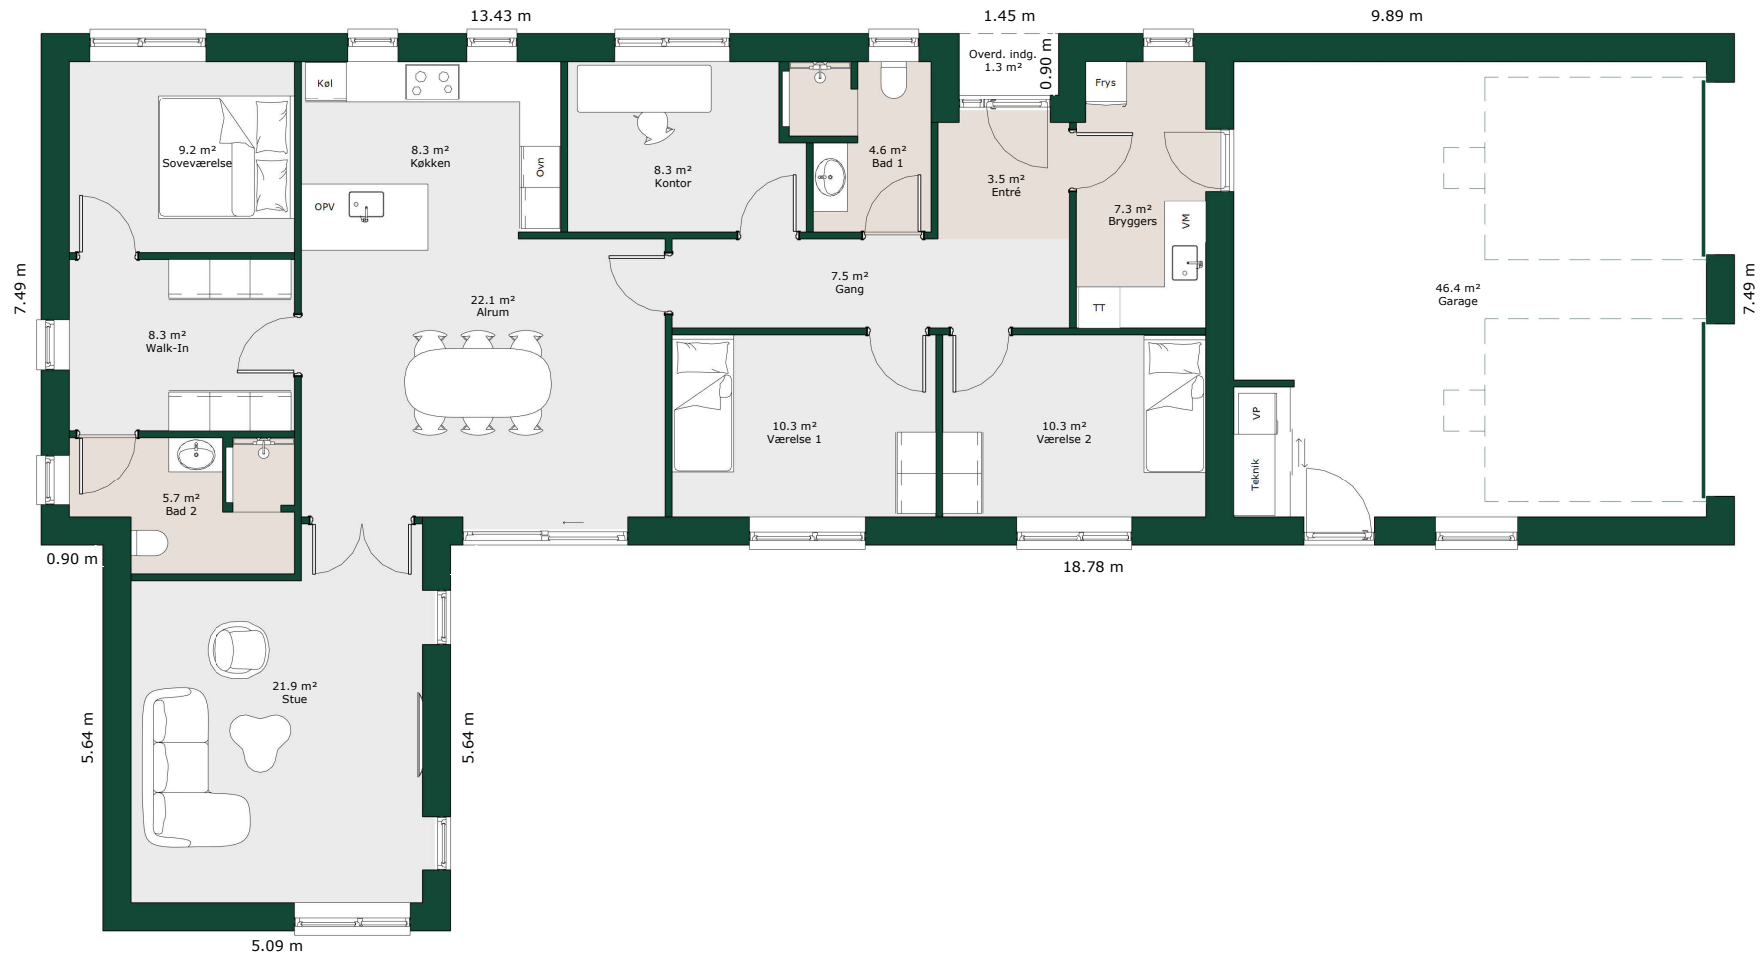 13.43 m
1.45 m
9.89 m
Overd. indg.
1.3 m²
0.90 m
Køl
Frys
9.2 m²
Soveværelse
8.3 m²
Køkken
Ovn
8.3 m²
Kontor
4.6 m²
Bad 1
3.5 m²
Entré
7.3 m²
Bryggers
VM
OPV
7.49 m
7.5 m²
Gang
22.1 m²
Alrum
TT
46.4 m²
Garage
7.49 m
8.3 m²
Walk-In
10.3 m²
Værelse 1
10.3 m²
Værelse 2
VP
Teknik
5.7 m²
Bad 2
0.90 m
18.78 m
21.9 m²
Stue
5.64 m
5.64 m
5.09 m